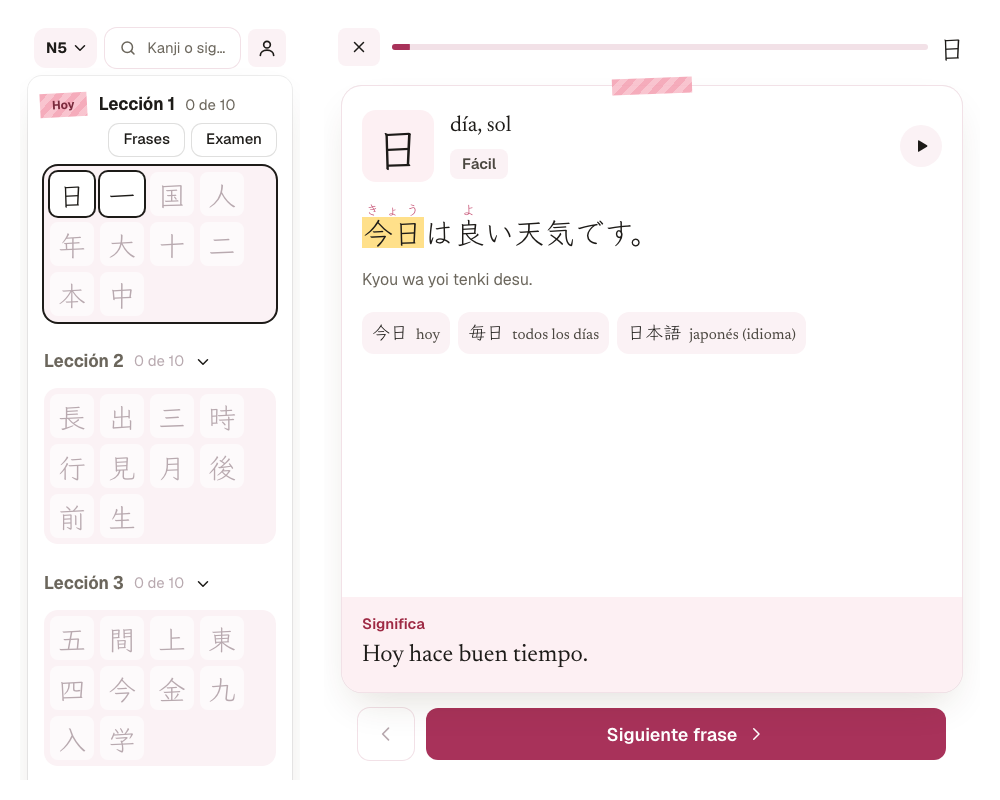 N5
Kanji o sig...
Hoy
Lección 1 0 de 10
Frases Examen
日 一 国 人
年 大 十 二
本 中
Lección 2 0 de 10
長 出 三 時
行 見 月 後
前 生
Lección 3 0 de 10
五 間 上 東
四 今 金 九
入 学
日
日
día, sol
Fácil
きょう よ
今日は良い天気です。
Kyou wa yoi tenki desu.
今日 hoy 毎日 todos los días 日本語 japonés (idioma)
Significa
Hoy hace buen tiempo.
Siguiente frase